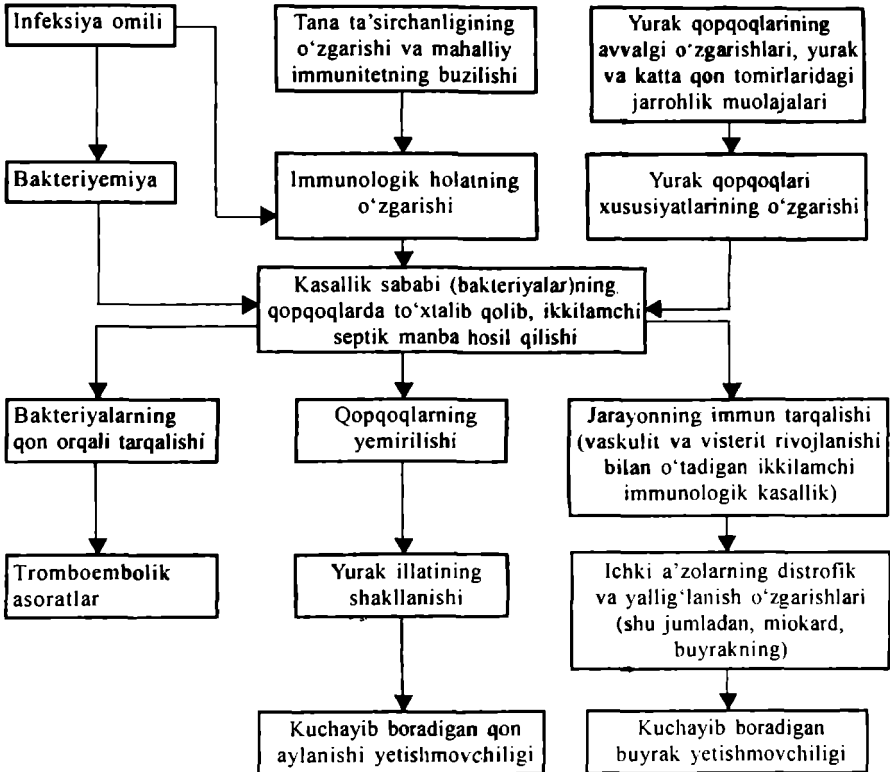 Infeksiya omili
Tana ta'sirchanligining
o‘zgarishi va mahalliy
immunitetning buzilishi
Yurak qopqoqlarining
avvalgi o‘zgarishlari, yurak
va katta qon tomirlaridagi
jarrohlik muolajalari
Bakteriyemiya
Immunologik holatning
o‘zgarishi
Yurak qopqoqlari
xususiyatlarining o‘zgarishi
Kasallik sababi (bakteriyalar)ning
qopqoqlarda to‘xtalib qolib, ikkilamchi
septik manba hosil qilishi
Bakteriyalarning
qon orqali tarqalishi
Qopqoqlarning
yemirilishi
Jarayonning immun tarqalishi
(vaskulit va visterit rivojlanishi
bilan o‘tadigan ikkilamchi
immunologik kasallik)
Tromboembolik
asoratlar
Yurak illatining
shakllanishi
Ichki a'zolarning distrofik
va yallig‘lanish o‘zgarishlari
(shu jumladan, miokard,
buyrakning)
Kuchayib boradigan qon
aylanishi yetishmovchiligi
Kuchayib boradigan
buyrak yetishmovchiligi